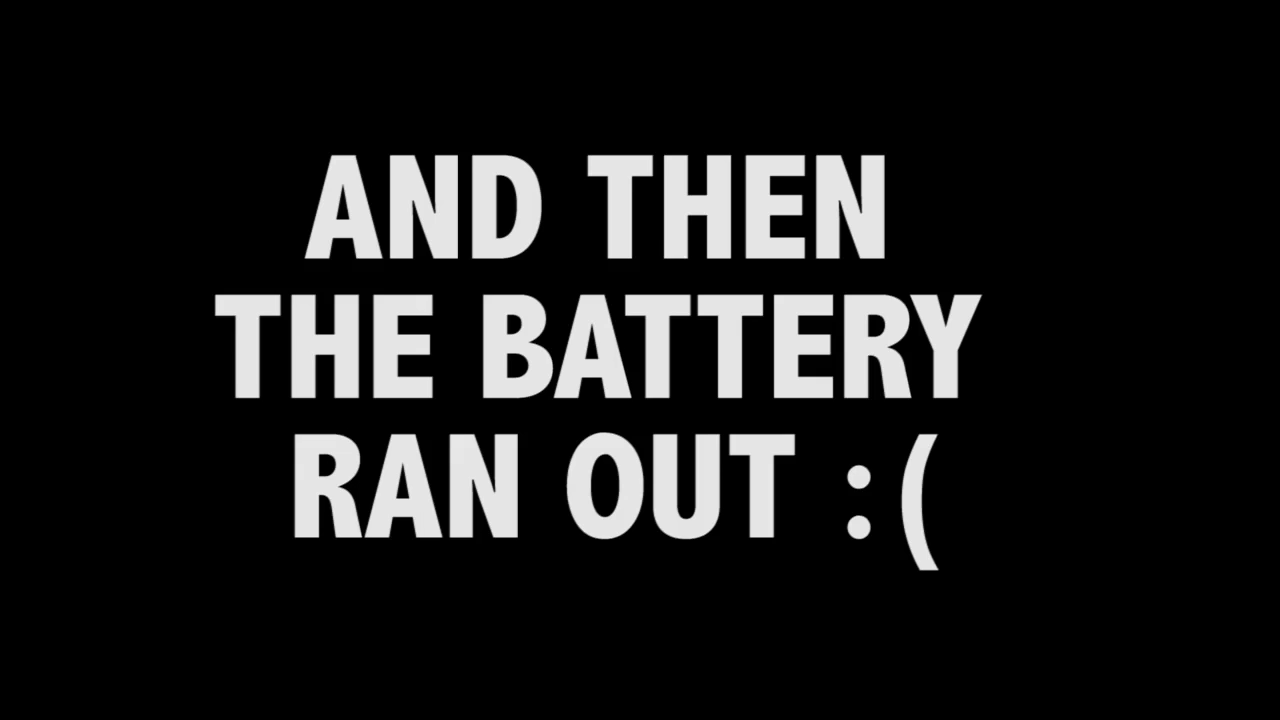 AND THEN
THE BATTERY
RAN OUT :(